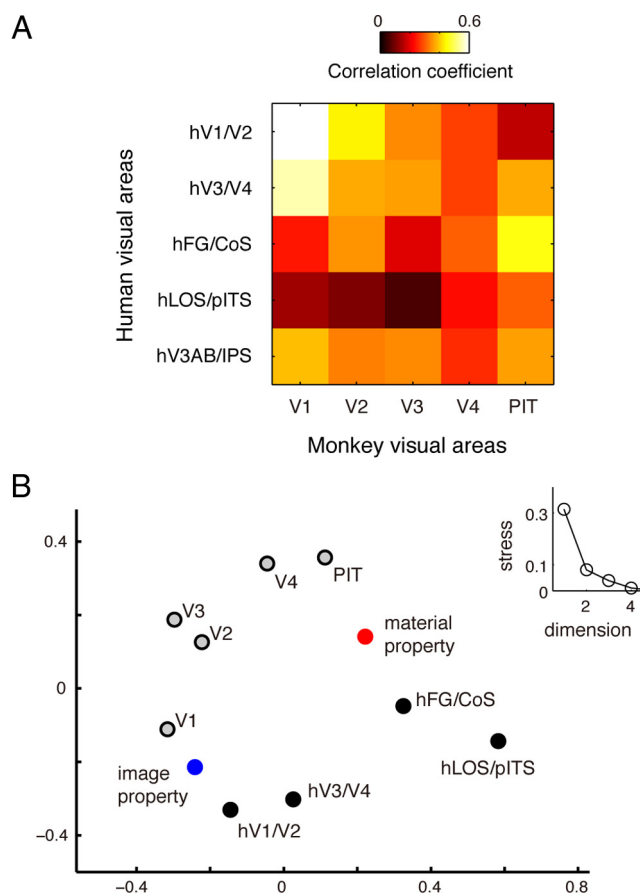 A
0 0.6
Correlation coefficient
Human visual areas
hV1/V2
hV3/V4
hFG/CoS
hLOS/pITS
hV3AB/IPS
V1 V2 V3 V4 PIT
Monkey visual areas
B
0.4
0
−0.4
−0.4 0 0.4 0.8
V4
PIT
V3
V2
material
property
V1
hFG/CoS
image
property
hLOS/pITS
hV3/V4
hV1/V2
stress
0.3
0.1
0
2 4
dimension